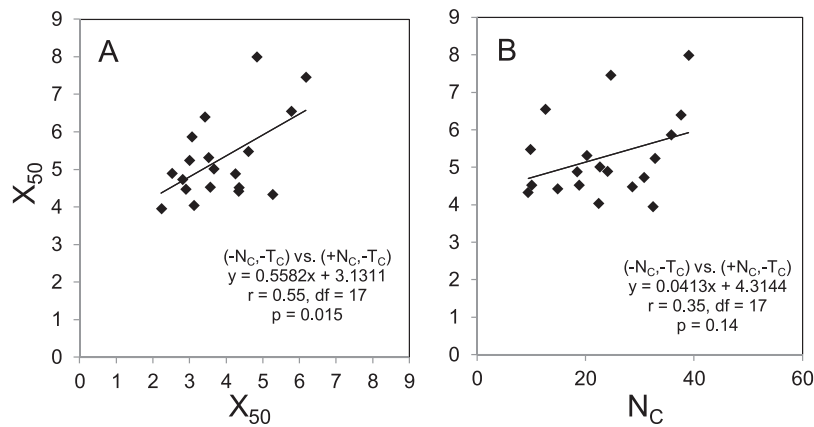 A
X50
9
8
7
6
5
4
3
2
1
0
(-NC,-TC) vs. (+NC,-TC)
y = 0.5582x + 3.1311
r = 0.55, df = 17
p = 0.015
0 1 2 3 4 5 6 7 8 9
X50
B
9
8
7
6
5
4
3
2
1
0
(-NC,-TC) vs. (+NC,-TC)
y = 0.0413x + 4.3144
r = 0.35, df = 17
p = 0.14
0 20 40 60
NC